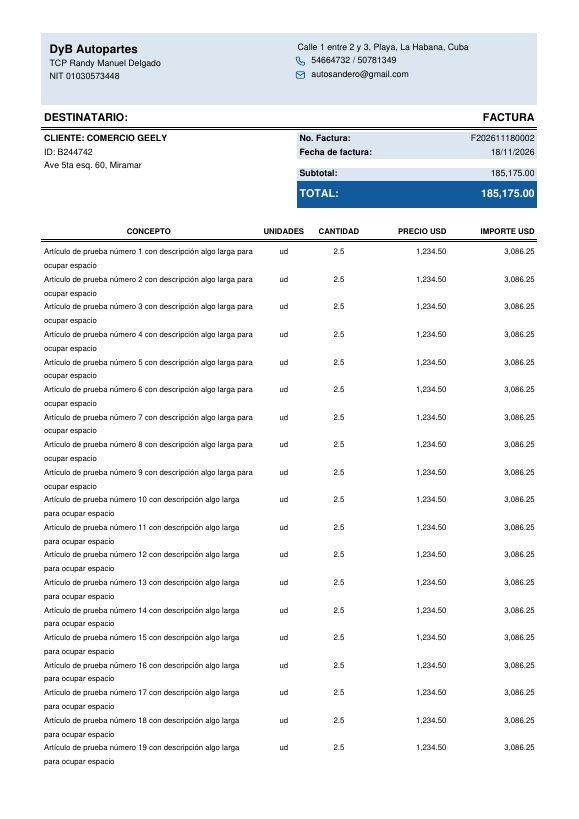 DyB Autopartes
TCP Randy Manuel Delgado
NIT 01030573448
Calle 1 entre 2 y 3, Playa, La Habana, Cuba
54664732 / 50781349
autosandero@gmail.com
DESTINATARIO: FACTURA
CLIENTE: COMERCIO GEELY
ID: B244742
Ave 5ta esq. 60, Miramar
No. Factura: F202611180002
Fecha de factura: 18/11/2026
Subtotal: 185,175.00
TOTAL: 185,175.00
CONCEPTO UNIDADES CANTIDAD PRECIO USD IMPORTE USD
Artículo de prueba número 1 con descripción algo larga para ud 2.5 1,234.50 3,086.25
ocupar espacio
Artículo de prueba número 2 con descripción algo larga para ud 2.5 1,234.50 3,086.25
ocupar espacio
Artículo de prueba número 3 con descripción algo larga para ud 2.5 1,234.50 3,086.25
ocupar espacio
Artículo de prueba número 4 con descripción algo larga para ud 2.5 1,234.50 3,086.25
ocupar espacio
Artículo de prueba número 5 con descripción algo larga para ud 2.5 1,234.50 3,086.25
ocupar espacio
Artículo de prueba número 6 con descripción algo larga para ud 2.5 1,234.50 3,086.25
ocupar espacio
Artículo de prueba número 7 con descripción algo larga para ud 2.5 1,234.50 3,086.25
ocupar espacio
Artículo de prueba número 8 con descripción algo larga para ud 2.5 1,234.50 3,086.25
ocupar espacio
Artículo de prueba número 9 con descripción algo larga para ud 2.5 1,234.50 3,086.25
ocupar espacio
Artículo de prueba número 10 con descripción algo larga ud 2.5 1,234.50 3,086.25
para ocupar espacio
Artículo de prueba número 11 con descripción algo larga ud 2.5 1,234.50 3,086.25
para ocupar espacio
Artículo de prueba número 12 con descripción algo larga ud 2.5 1,234.50 3,086.25
para ocupar espacio
Artículo de prueba número 13 con descripción algo larga ud 2.5 1,234.50 3,086.25
para ocupar espacio
Artículo de prueba número 14 con descripción algo larga ud 2.5 1,234.50 3,086.25
para ocupar espacio
Artículo de prueba número 15 con descripción algo larga ud 2.5 1,234.50 3,086.25
para ocupar espacio
Artículo de prueba número 16 con descripción algo larga ud 2.5 1,234.50 3,086.25
para ocupar espacio
Artículo de prueba número 17 con descripción algo larga ud 2.5 1,234.50 3,086.25
para ocupar espacio
Artículo de prueba número 18 con descripción algo larga ud 2.5 1,234.50 3,086.25
para ocupar espacio
Artículo de prueba número 19 con descripción algo larga ud 2.5 1,234.50 3,086.25
para ocupar espacio